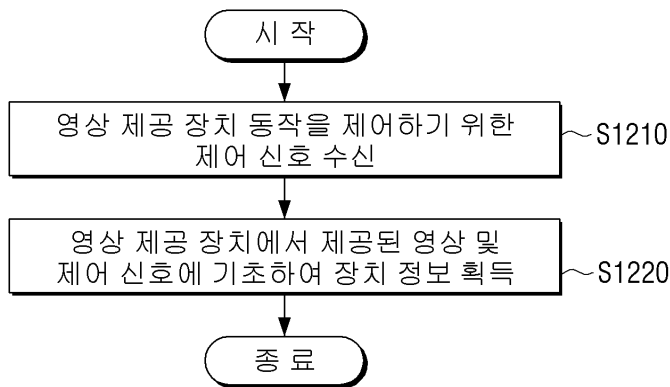 시 작
영상 제공 장치 동작을 제어하기 위한
제어 신호 수신
S1210
영상 제공 장치에서 제공된 영상 및
제어 신호에 기초하여 장치 정보 획득
S1220
종 료